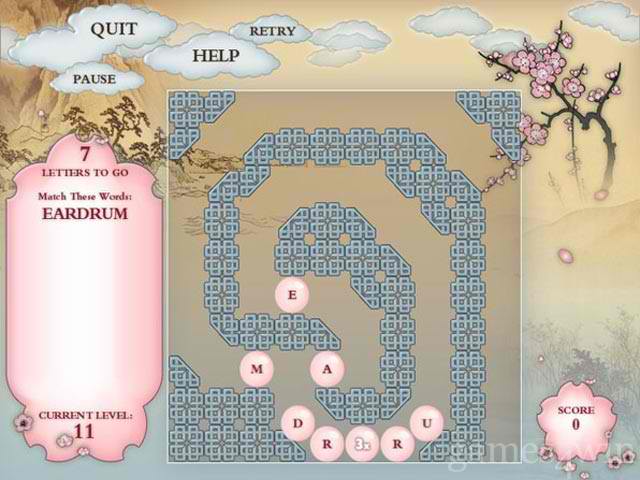 QUIT
RETRY
HELP
PAUSE
7
LETTERS TO GO
Match These Words:
EARDRUM
E
M
A
D
U
R
3x
R
CURRENT LEVEL:
11
SCORE
0